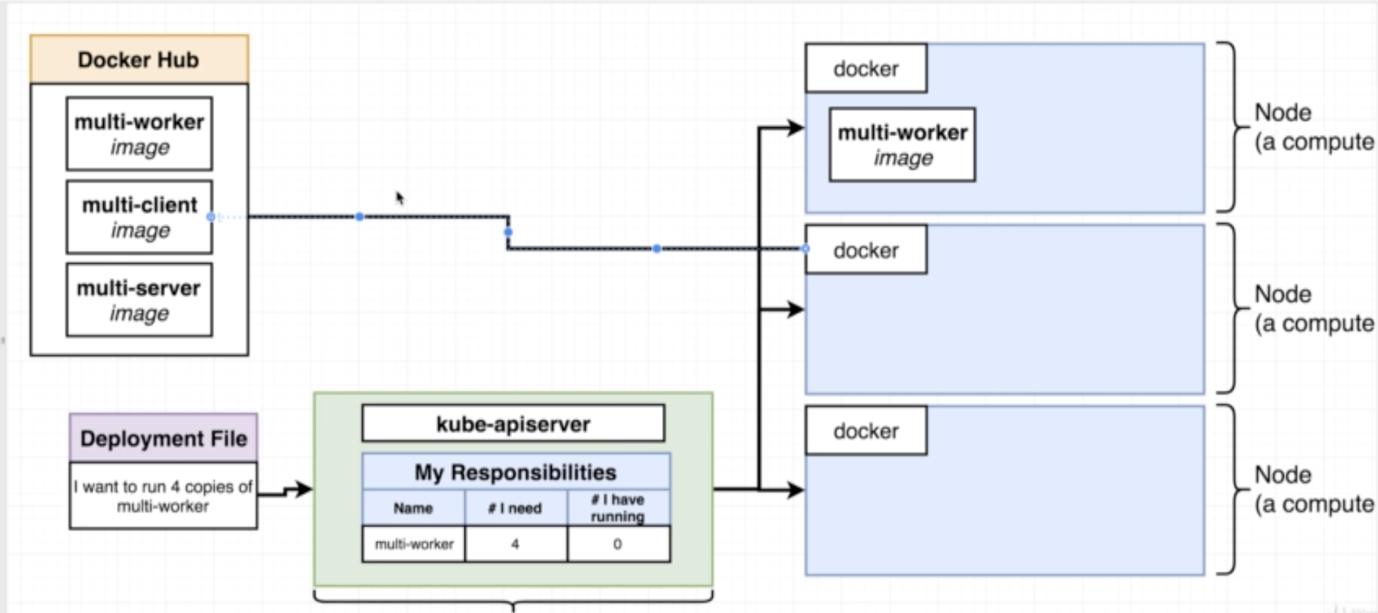 Docker Hub
multi-worker
image
multi-client
image
multi-server
image
docker
multi-worker
image
Node
(a compute
docker
Node
(a compute
docker
Node
(a compute
Deployment File
I want to run 4 copies of
multi-worker
kube-apiserver
My Responsibilities
Name # I need # I have
running
multi-worker 4 0